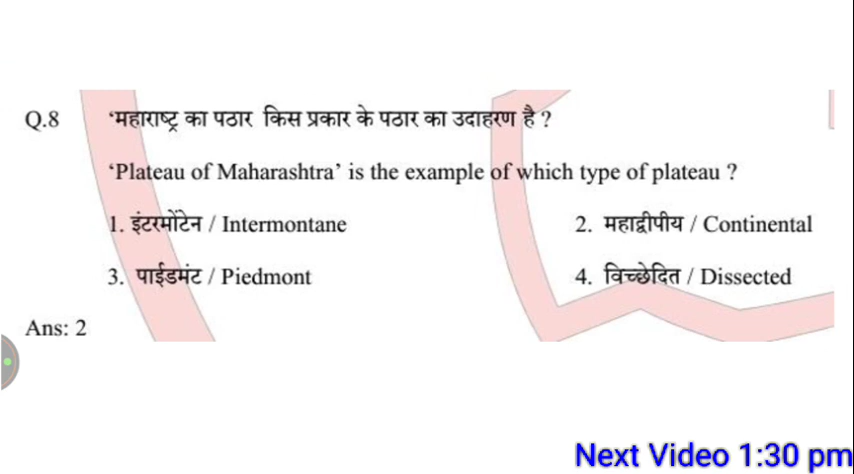 Q.8 ‘महाराष्ट्र का पठार किस प्रकार के पठार का उदाहरण है ?
‘Plateau of Maharashtra’ is the example of which type of plateau ?
1. इंटरमोंटेन / Intermontane 2. महाद्वीपीय / Continental
3. पाईडमंट / Piedmont 4. विच्छेदित / Dissected
Ans: 2
Next Video 1:30 pm